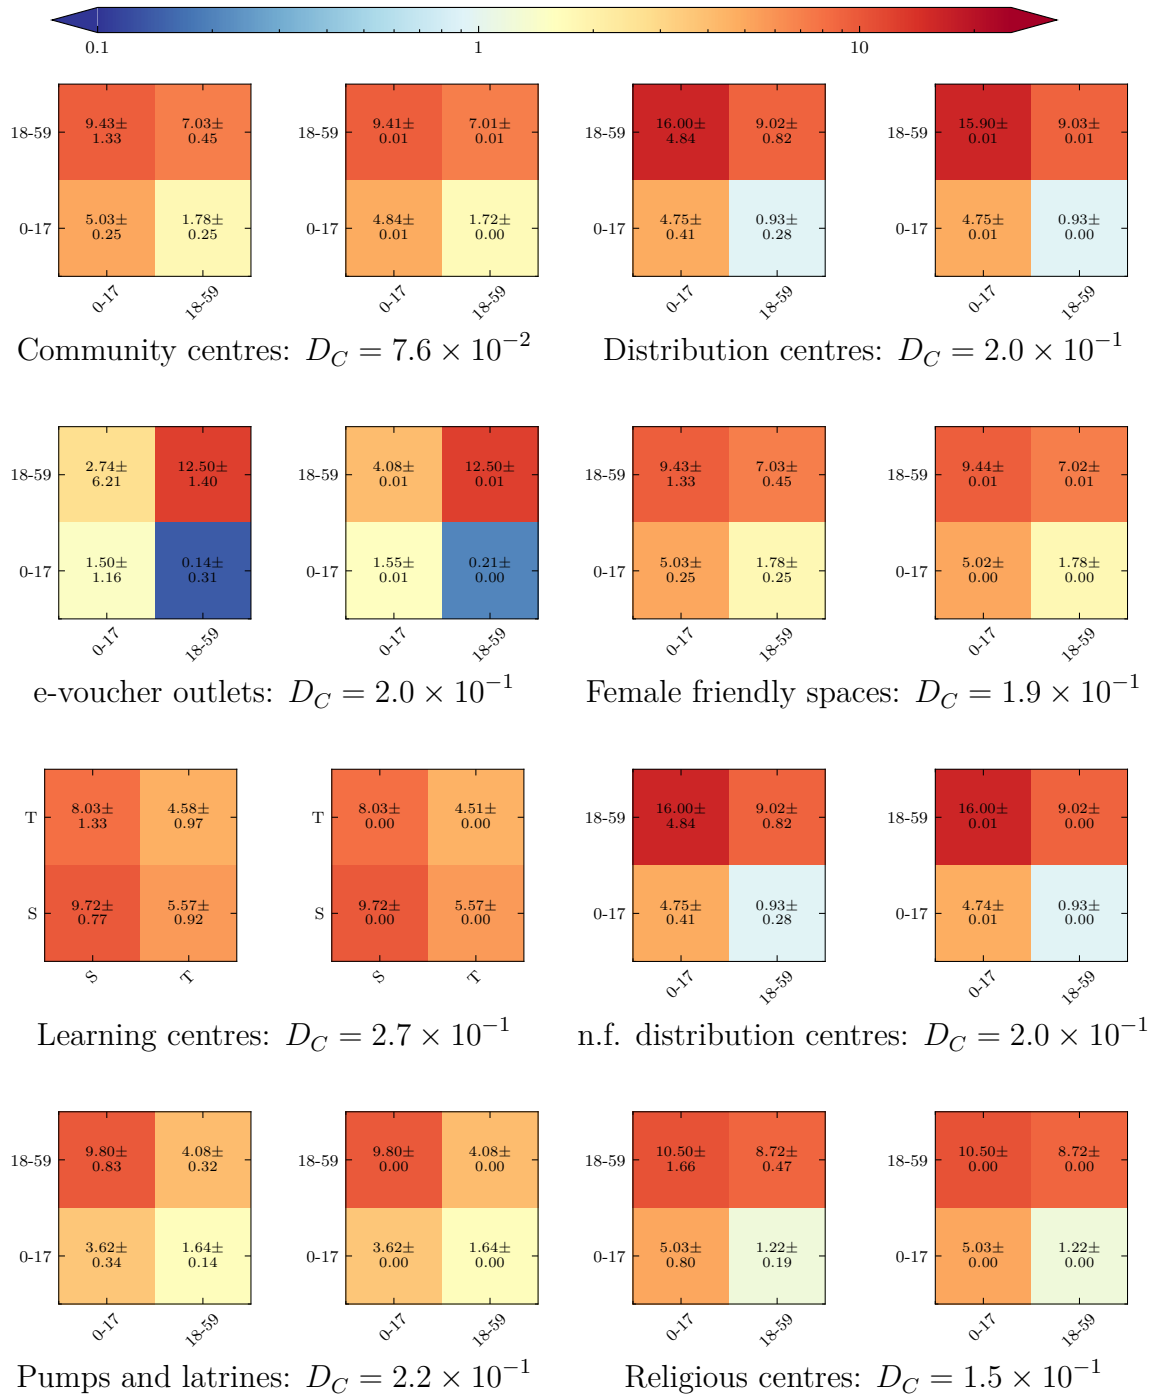 0.1 1 10
18-59 9.43± 7.03± 9.41± 7.01± 18-59 16.00± 9.02± 18-59 15.90± 9.03±
1.33 0.45 0.01 0.01 4.84 0.82 0.01 0.01
0-17 5.03± 1.78± 4.84± 1.72± 0-17 4.75± 0.93± 0-17 4.75± 0.93±
0.25 0.25 0.01 0.00 0.41 0.28 0.01 0.00
0-17 18-59 0-17 18-59 0-17 18-59 0-17 18-59
Community centres: D_C = 7.6 × 10⁻² Distribution centres: D_C = 2.0 × 10⁻¹
18-59 2.74± 12.50± 18-59 4.08± 12.50± 18-59 9.43± 7.03± 18-59 9.44± 7.02±
6.21 1.40 0.01 0.01 1.33 0.45 0.01 0.01
0-17 1.50± 0.14± 0-17 1.55± 0.21± 0-17 5.03± 1.78± 0-17 5.02± 1.78±
1.16 0.31 0.01 0.00 0.25 0.25 0.00 0.00
0-17 18-59 0-17 18-59 0-17 18-59 0-17 18-59
e-voucher outlets: D_C = 2.0 × 10⁻¹ Female friendly spaces: D_C = 1.9 × 10⁻¹
T 8.03± 4.58± T 8.03± 4.51± 18-59 16.00± 9.02± 18-59 16.00± 9.02±
1.33 0.97 0.00 0.00 4.84 0.82 0.01 0.00
S 9.72± 5.57± S 9.72± 5.57± 0-17 4.75± 0.93± 0-17 4.74± 0.93±
0.77 0.92 0.00 0.00 0.41 0.28 0.01 0.00
S T S T 0-17 18-59 0-17 18-59
Learning centres: D_C = 2.7 × 10⁻¹ n.f. distribution centres: D_C = 2.0 × 10⁻¹
18-59 9.80± 4.08± 18-59 9.80± 4.08± 18-59 10.50± 8.72± 18-59 10.50± 8.72±
0.83 0.32 0.00 0.00 1.66 0.47 0.00 0.00
0-17 3.62± 1.64± 0-17 3.62± 1.64± 0-17 5.03± 1.22± 0-17 5.03± 1.22±
0.34 0.14 0.00 0.00 0.80 0.19 0.00 0.00
0-17 18-59 0-17 18-59 0-17 18-59 0-17 18-59
Pumps and latrines: D_C = 2.2 × 10⁻¹ Religious centres: D_C = 1.5 × 10⁻¹